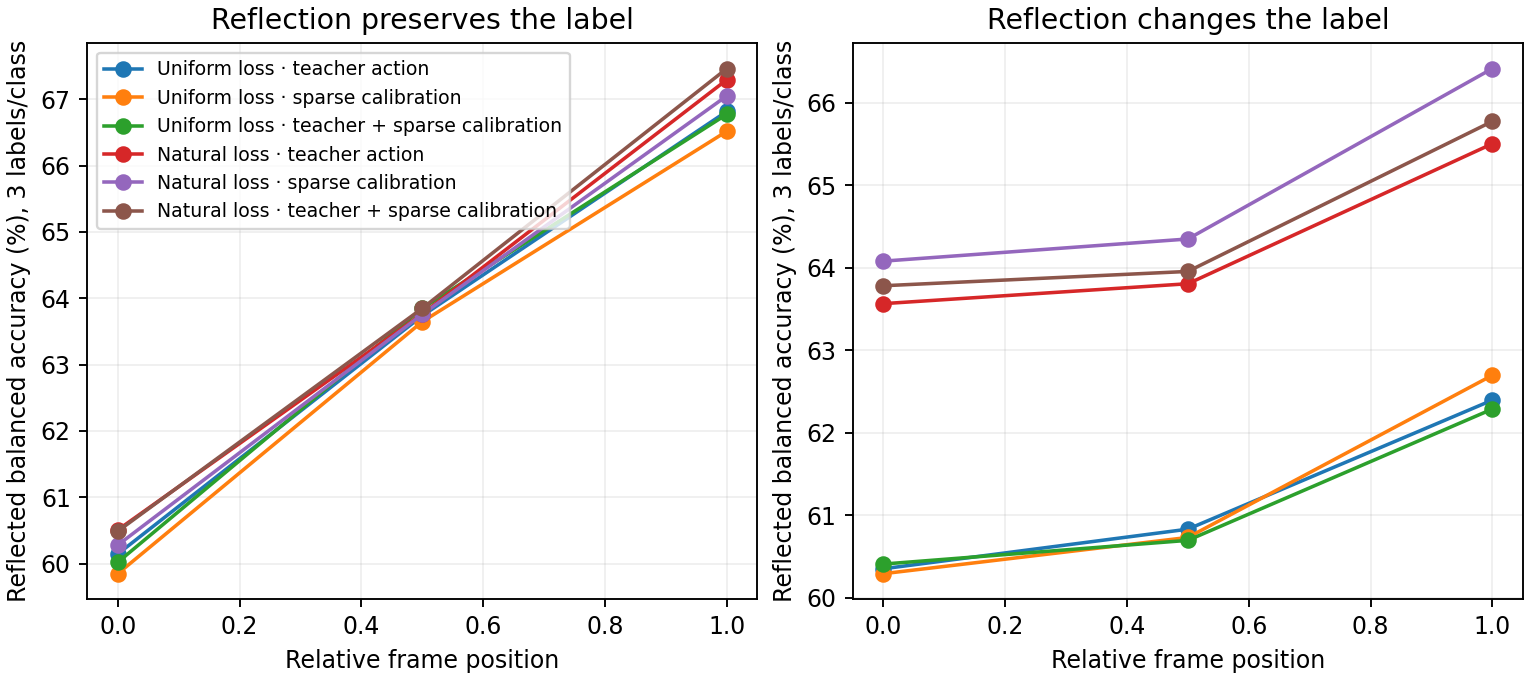 Reflection preserves the label
Reflected balanced accuracy (%), 3 labels/class
67
66
65
64
63
62
61
60
Uniform loss · teacher action
Uniform loss · sparse calibration
Uniform loss · teacher + sparse calibration
Natural loss · teacher action
Natural loss · sparse calibration
Natural loss · teacher + sparse calibration
0.0 0.2 0.4 0.6 0.8 1.0
Relative frame position
Reflection changes the label
Reflected balanced accuracy (%), 3 labels/class
66
65
64
63
62
61
60
0.0 0.2 0.4 0.6 0.8 1.0
Relative frame position